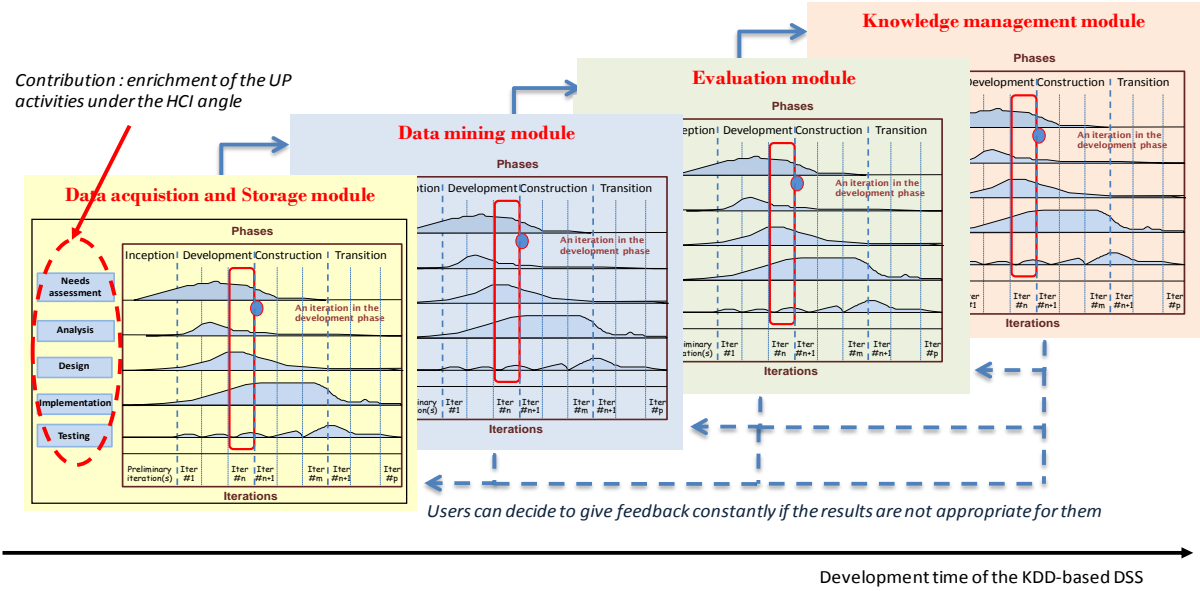 Contribution : enrichment of the UP
activities under the HCI angle
Data acquistion and Storage module
Phases
Inception
Development
Construction
Transition
Needs
assessment
Analysis
Design
Implementation
Testing
An iteration in the
development phase
Preliminary
iteration(s)
Iter
#1
Iter
#n
Iter
#n+1
Iter
#m
Iter
#n+1
Iter
#p
Iterations
Data mining module
Phases
ption
Development
Construction
Transition
An iteration in the
development phase
minary
tion(s)
Iter
#1
Iter
#n
Iter
#n+1
Iter
#m
Iter
#n+1
Iter
#p
Iterations
Evaluation module
Phases
ception
Development
Construction
Transition
An iteration in the
development phase
liminary
ration(s)
Iter
#1
Iter
#n
Iter
#n+1
Iter
#m
Iter
#n+1
Iter
#p
Iterations
Knowledge management module
Phases
Development
Construction
Transition
An iteration in the
development phase
Iter
#n
Iter
#n+1
Iter
#m
Iter
#n+1
Iter
#p
Iterations
Users can decide to give feedback constantly if the results are not appropriate for them
Development time of the KDD-based DSS